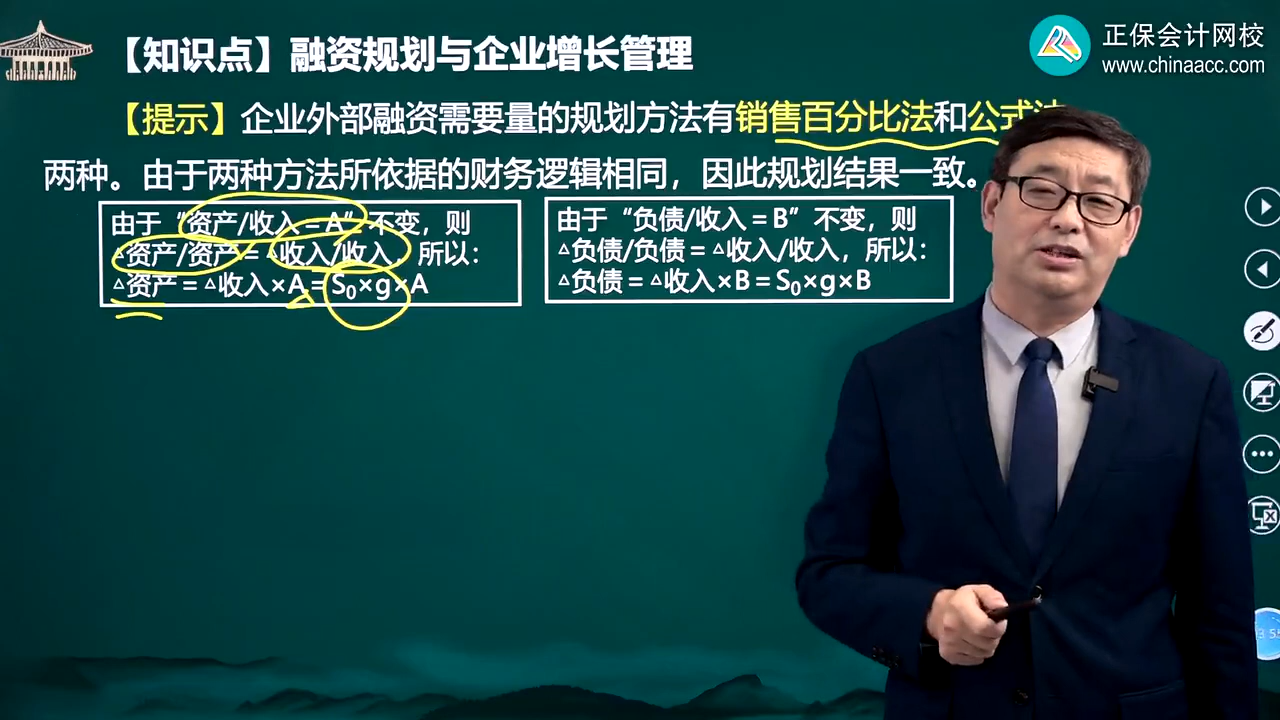 【知识点】融资规划与企业增长管理
正保会计网校
www.chinaacc.com
【提示】企业外部融资需要量的规划方法有销售百分比法和公式法
两种。由于两种方法所依据的财务逻辑相同，因此规划结果一致。
由于“资产/收入＝A”不变，则
△资产/资产＝△收入/收入，所以：
△资产＝△收入×A＝S₀×g×A
由于“负债/收入＝B”不变，则
△负债/负债＝△收入/收入，所以：
△负债＝△收入×B＝S₀×g×B